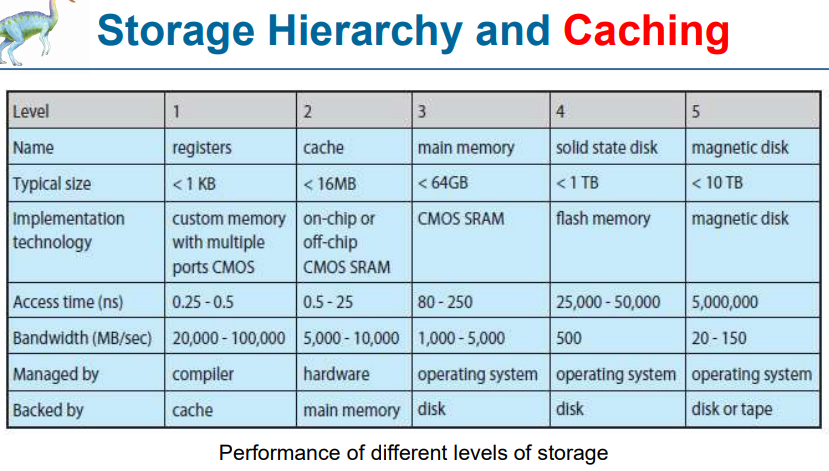 Storage Hierarchy and Caching
Level 1 2 3 4 5
Name registers cache main memory solid state disk magnetic disk
Typical size < 1 KB < 16MB < 64GB < 1 TB < 10 TB
Implementation custom memory on-chip or CMOS SRAM flash memory magnetic disk
technology with multiple off-chip
ports CMOS CMOS SRAM
Access time (ns) 0.25 - 0.5 0.5 - 25 80 - 250 25,000 - 50,000 5,000,000
Bandwidth (MB/sec) 20,000 - 100,000 5,000 - 10,000 1,000 - 5,000 500 20 - 150
Managed by compiler hardware operating system operating system operating system
Backed by cache main memory disk disk disk or tape
Performance of different levels of storage